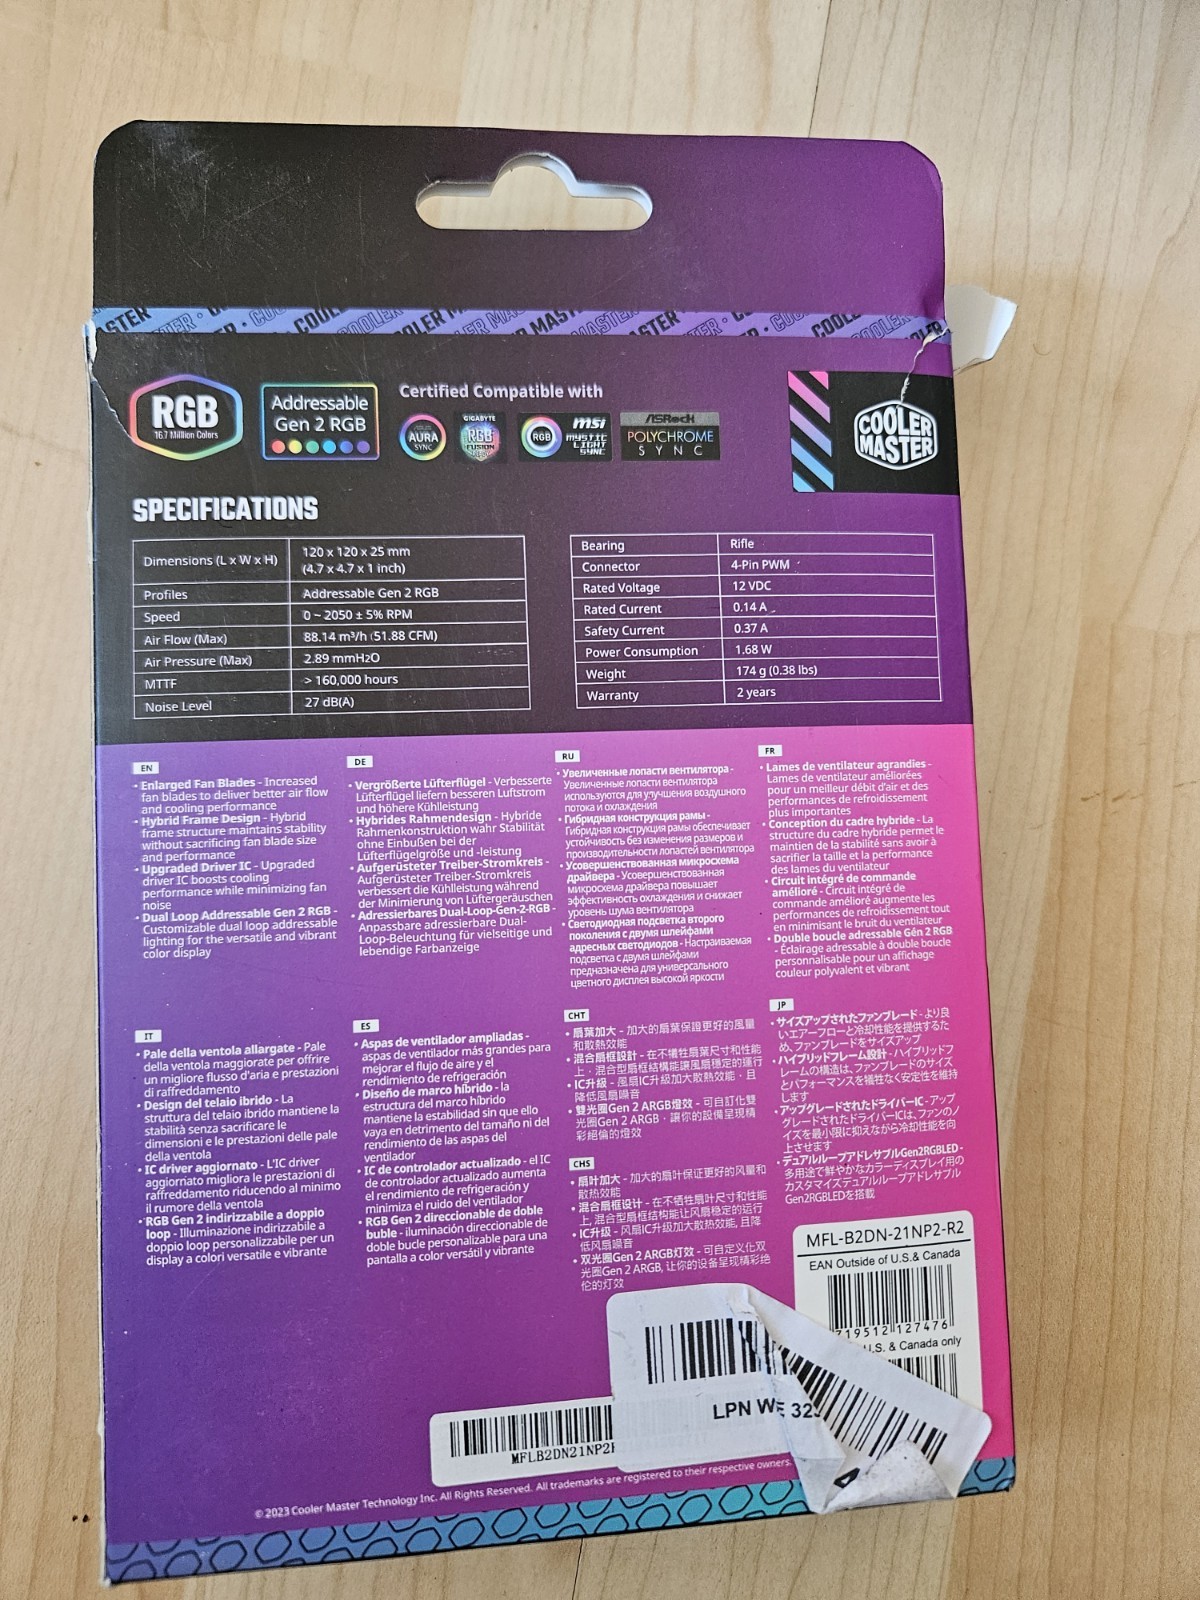 RGB
16.7 Million Colors
Addressable
Gen 2 RGB
Certified Compatible with
AURA
SYNC
GIGABYTE
RGB
FUSION
RGB
msi
MYSTIC
LIGHT
SYNC
ASRock
POLYCHROME
SYNC
COOLER
MASTER
SPECIFICATIONS
Dimensions (L x W x H) 120 x 120 x 25 mm
(4.7 x 4.7 x 1 inch)
Profiles Addressable Gen 2 RGB
Speed 0 ~ 2050 ± 5% RPM
Air Flow (Max) 88.14 m³/h (51.88 CFM)
Air Pressure (Max) 2.89 mmH2O
MTTF > 160,000 hours
Noise Level 27 dB(A)
Bearing Rifle
Connector 4-Pin PWM
Rated Voltage 12 VDC
Rated Current 0.14 A
Safety Current 0.37 A
Power Consumption 1.68 W
Weight 174 g (0.38 lbs)
Warranty 2 years
EN
• Enlarged Fan Blades - Increased
fan blades to deliver better air flow
and cooling performance
• Hybrid Frame Design - Hybrid
frame structure maintains stability
without sacrificing fan blade size
and performance
• Upgraded Driver IC - Upgraded
driver IC boosts cooling
performance while minimizing fan
noise
• Dual Loop Addressable Gen 2 RGB -
Customizable dual loop addressable
lighting for the versatile and vibrant
color display
DE
• Vergrößerte Lüfterflügel - Verbesserte
Lüfterflügel liefern besseren Luftstrom
und höhere Kühlleistung
• Hybrides Rahmendesign - Hybride
Rahmenkonstruktion wahr Stabilität
ohne Einbußen bei der
Lüfterflügelgröße und -leistung
• Aufgerüsteter Treiber-Stromkreis -
Aufgerüsteter Treiber-Stromkreis
verbessert die Kühlleistung während
der Minimierung von Lüftergeräuschen
• Adressierbares Dual-Loop-Gen-2-RGB -
Anpassbare adressierbare Dual-
Loop-Beleuchtung für vielseitige und
lebendige Farbanzeige
RU
• Увеличенные лопасти вентилятора -
Увеличенные лопасти вентилятора
используются для улучшения воздушного
потока и охлаждения
• Гибридная конструкция рамы -
Гибридная конструкция рамы обеспечивает
устойчивость без изменения размеров и
производительности лопастей вентилятора
• Усовершенствованная микросхема
драйвера - Усовершенствованная
микросхема драйвера повышает
эффективность охлаждения и снижает
уровень шума вентилятора
• Светодиодная подсветка второго
поколения с двумя шлейфами
адресных светодиодов - Настраиваемая
подсветка с двумя шлейфами
предназначена для универсального
цветного дисплея высокой яркости
FR
• Lames de ventilateur agrandies -
Lames de ventilateur améliorées
pour un meilleur débit d'air et des
performances de refroidissement
plus importantes
• Conception du cadre hybride - La
structure du cadre hybride permet le
maintien de la stabilité sans avoir à
sacrifier la taille et la performance
des lames du ventilateur
• Circuit intégré de commande
amélioré - Circuit intégré de
commande amélioré augmente les
performances de refroidissement tout
en minimisant le bruit du ventilateur
• Double boucle adressable Gén 2 RGB
- Éclairage adressable à double boucle
personnalisable pour un affichage
couleur polyvalent et vibrant
IT
• Pale della ventola allargate - Pale
della ventola maggiorate per offrire
un migliore flusso d'aria e prestazioni
di raffreddamento
• Design del telaio ibrido - La
struttura del telaio ibrido mantiene la
stabilità senza sacrificare le
dimensioni e le prestazioni delle pale
della ventola
• IC driver aggiornato - L'IC driver
aggiornato migliora le prestazioni di
raffreddamento riducendo al minimo
il rumore della ventola
• RGB Gen 2 indirizzabile a doppio
loop - Illuminazione indirizzabile a
doppio loop personalizzabile per un
display a colori versatile e vibrante
ES
• Aspas de ventilador ampliadas -
aspas de ventilador más grandes para
mejorar el flujo de aire y el
rendimiento de refrigeración
• Diseño de marco híbrido - la
estructura del marco híbrido
mantiene la estabilidad sin que ello
vaya en detrimento del tamaño ni del
rendimiento de las aspas del
ventilador
• IC de controlador actualizado - el IC
de controlador actualizado aumenta
el rendimiento de refrigeración y
minimiza el ruido del ventilador
• RGB Gen 2 direccionable de doble
buble - iluminación direccionable de
doble bucle personalizable para una
pantalla a color versátil y vibrante
CHT
• 扇葉加大 - 加大的扇葉保證更好的風量
和散熱效能
• 混合扇框設計 - 在不犧牲扇葉尺寸和性能
上，混合型扇框結構能讓風扇穩定的運行
• IC升級 - 風扇IC升級加大散熱效能，且
降低風扇噪音
• 雙光圈Gen 2 ARGB燈效 - 可自訂化雙
光圈Gen 2 ARGB，讓你的設備呈現精
彩絕倫的燈效
CHS
• 扇叶加大 - 加大的扇叶保证更好的风量和
散热效能
• 混合扇框设计 - 在不牺牲扇叶尺寸和性能
上, 混合型扇框结构能让风扇稳定的运行
• IC升级 - 风扇IC升级加大散热效能, 且降
低风扇噪音
• 双光圈Gen 2 ARGB灯效 - 可自定义化双
光圈Gen 2 ARGB, 让你的设备呈现精彩绝
伦的灯效
JP
• サイズアップされたファンブレード - より良
いエアーフローと冷却性能を提供するた
め、ファンブレードをサイズアップ
• ハイブリッドフレーム設計 - ハイブリッドフ
レームの構造は、ファンブレードのサイズ
とパフォーマンスを犠牲なく安定性を維持
します
• アップグレードされたドライバーIC - アップ
グレードされたドライバーICは、ファンのノ
イズを最小限に抑えながら冷却性能を向
上させます
• デュアルループアドレサブルGen2RGBLED -
多用途で鮮やかなカラーディスプレイ用の
カスタマイズデュアルループアドレサブル
Gen2RGBLEDを搭載
MFL-B2DN-21NP2-R2
EAN Outside of U.S.& Canada
719512 127476
U.S. & Canada only
LPN WE 323
MFLB2DN21NP2
© 2023 Cooler Master Technology Inc. All Rights Reserved. All trademarks are registered to their respective owners.